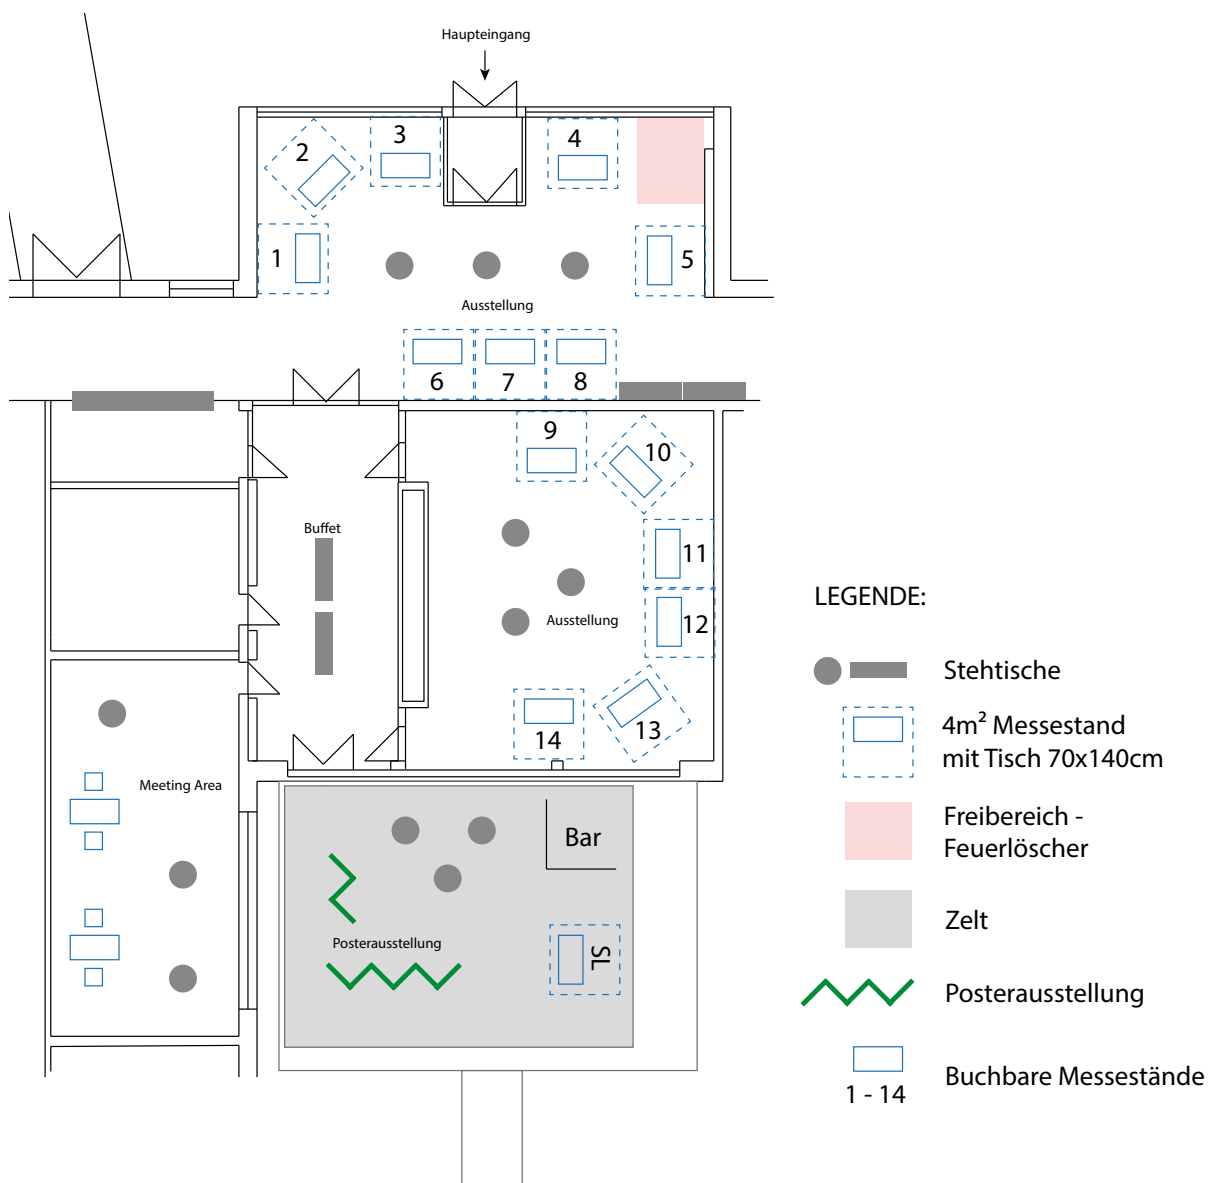 Haupteingang
2
3
4
1
5
Ausstellung
6
7
8
9
10
Buffet
11
12
Ausstellung
13
14
Meeting Area
Bar
Posterausstellung
SL
LEGENDE:
Stehtische
4m² Messestand
mit Tisch 70x140cm
Freibereich -
Feuerlöscher
Zelt
Posterausstellung
Buchbare Messestände
1 - 14